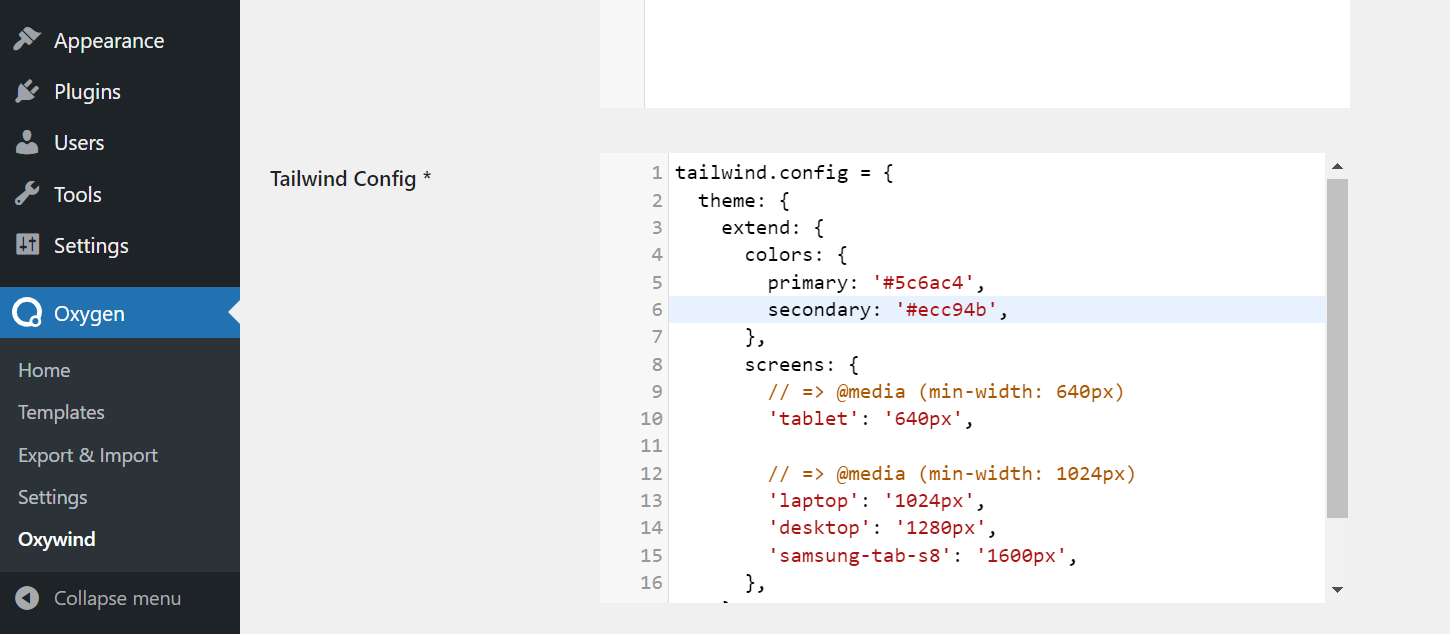 Appearance
Plugins
Users
Tools
Settings
Oxygen
Home
Templates
Export & Import
Settings
Oxywind
Collapse menu
Tailwind Config *
1 tailwind.config = {
2   theme: {
3     extend: {
4       colors: {
5         primary: '#5c6ac4',
6         secondary: '#ecc94b',
7       },
8       screens: {
9         // => @media (min-width: 640px)
10         'tablet': '640px',
11
12         // => @media (min-width: 1024px)
13         'laptop': '1024px',
14         'desktop': '1280px',
15         'samsung-tab-s8': '1600px',
16       },